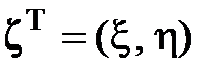 ζᵀ = (ξ, η)